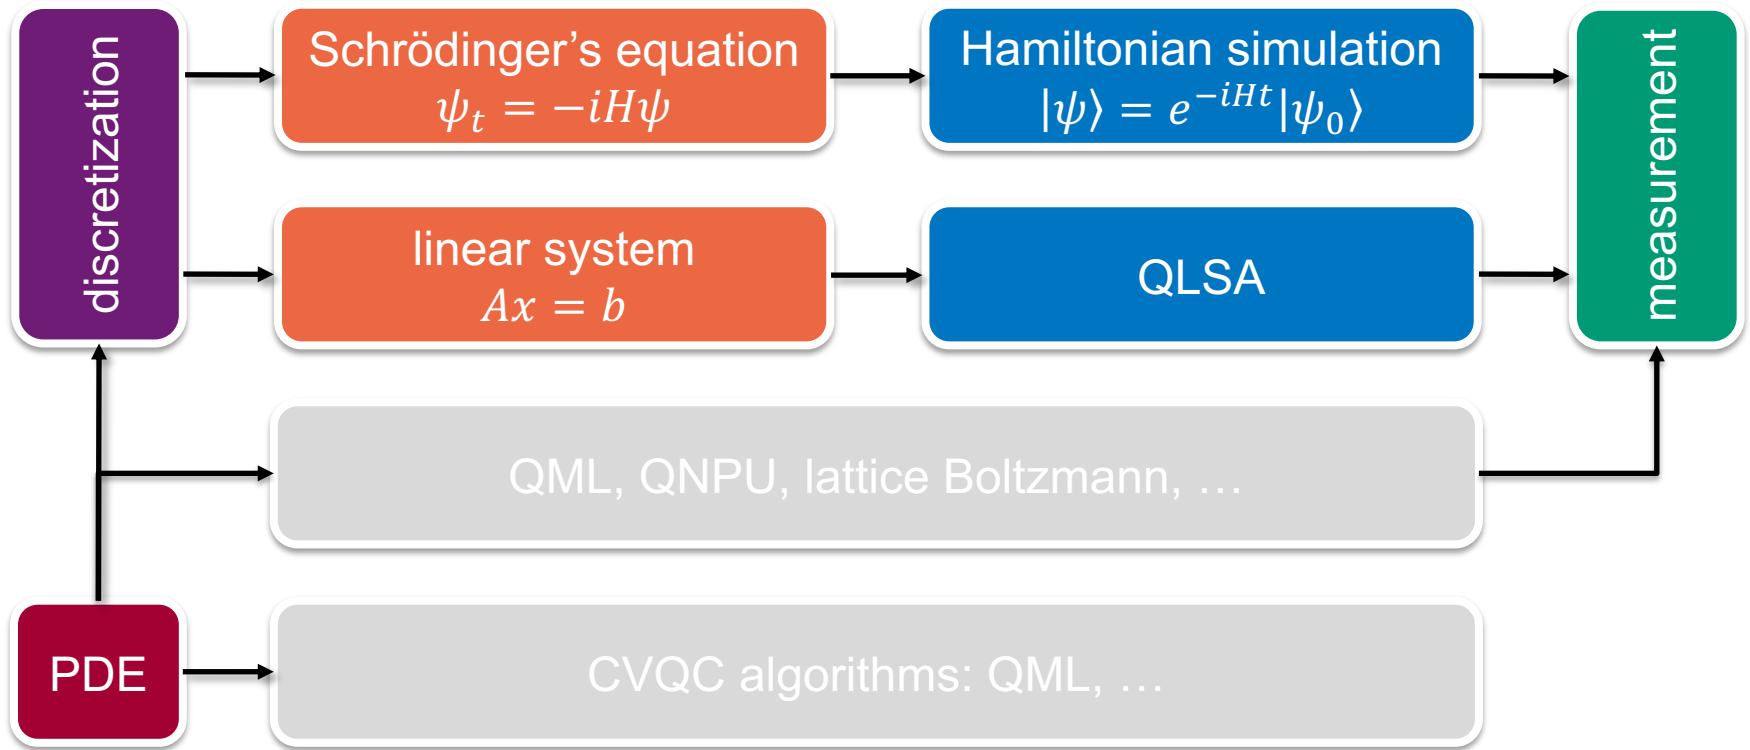 discretization
Schrödinger’s equation
ψ_t = −iHψ
Hamiltonian simulation
|ψ⟩ = e^{−iHt}|ψ_0⟩
measurement
linear system
Ax = b
QLSA
QML, QNPU, lattice Boltzmann, …
PDE
CVQC algorithms: QML, …